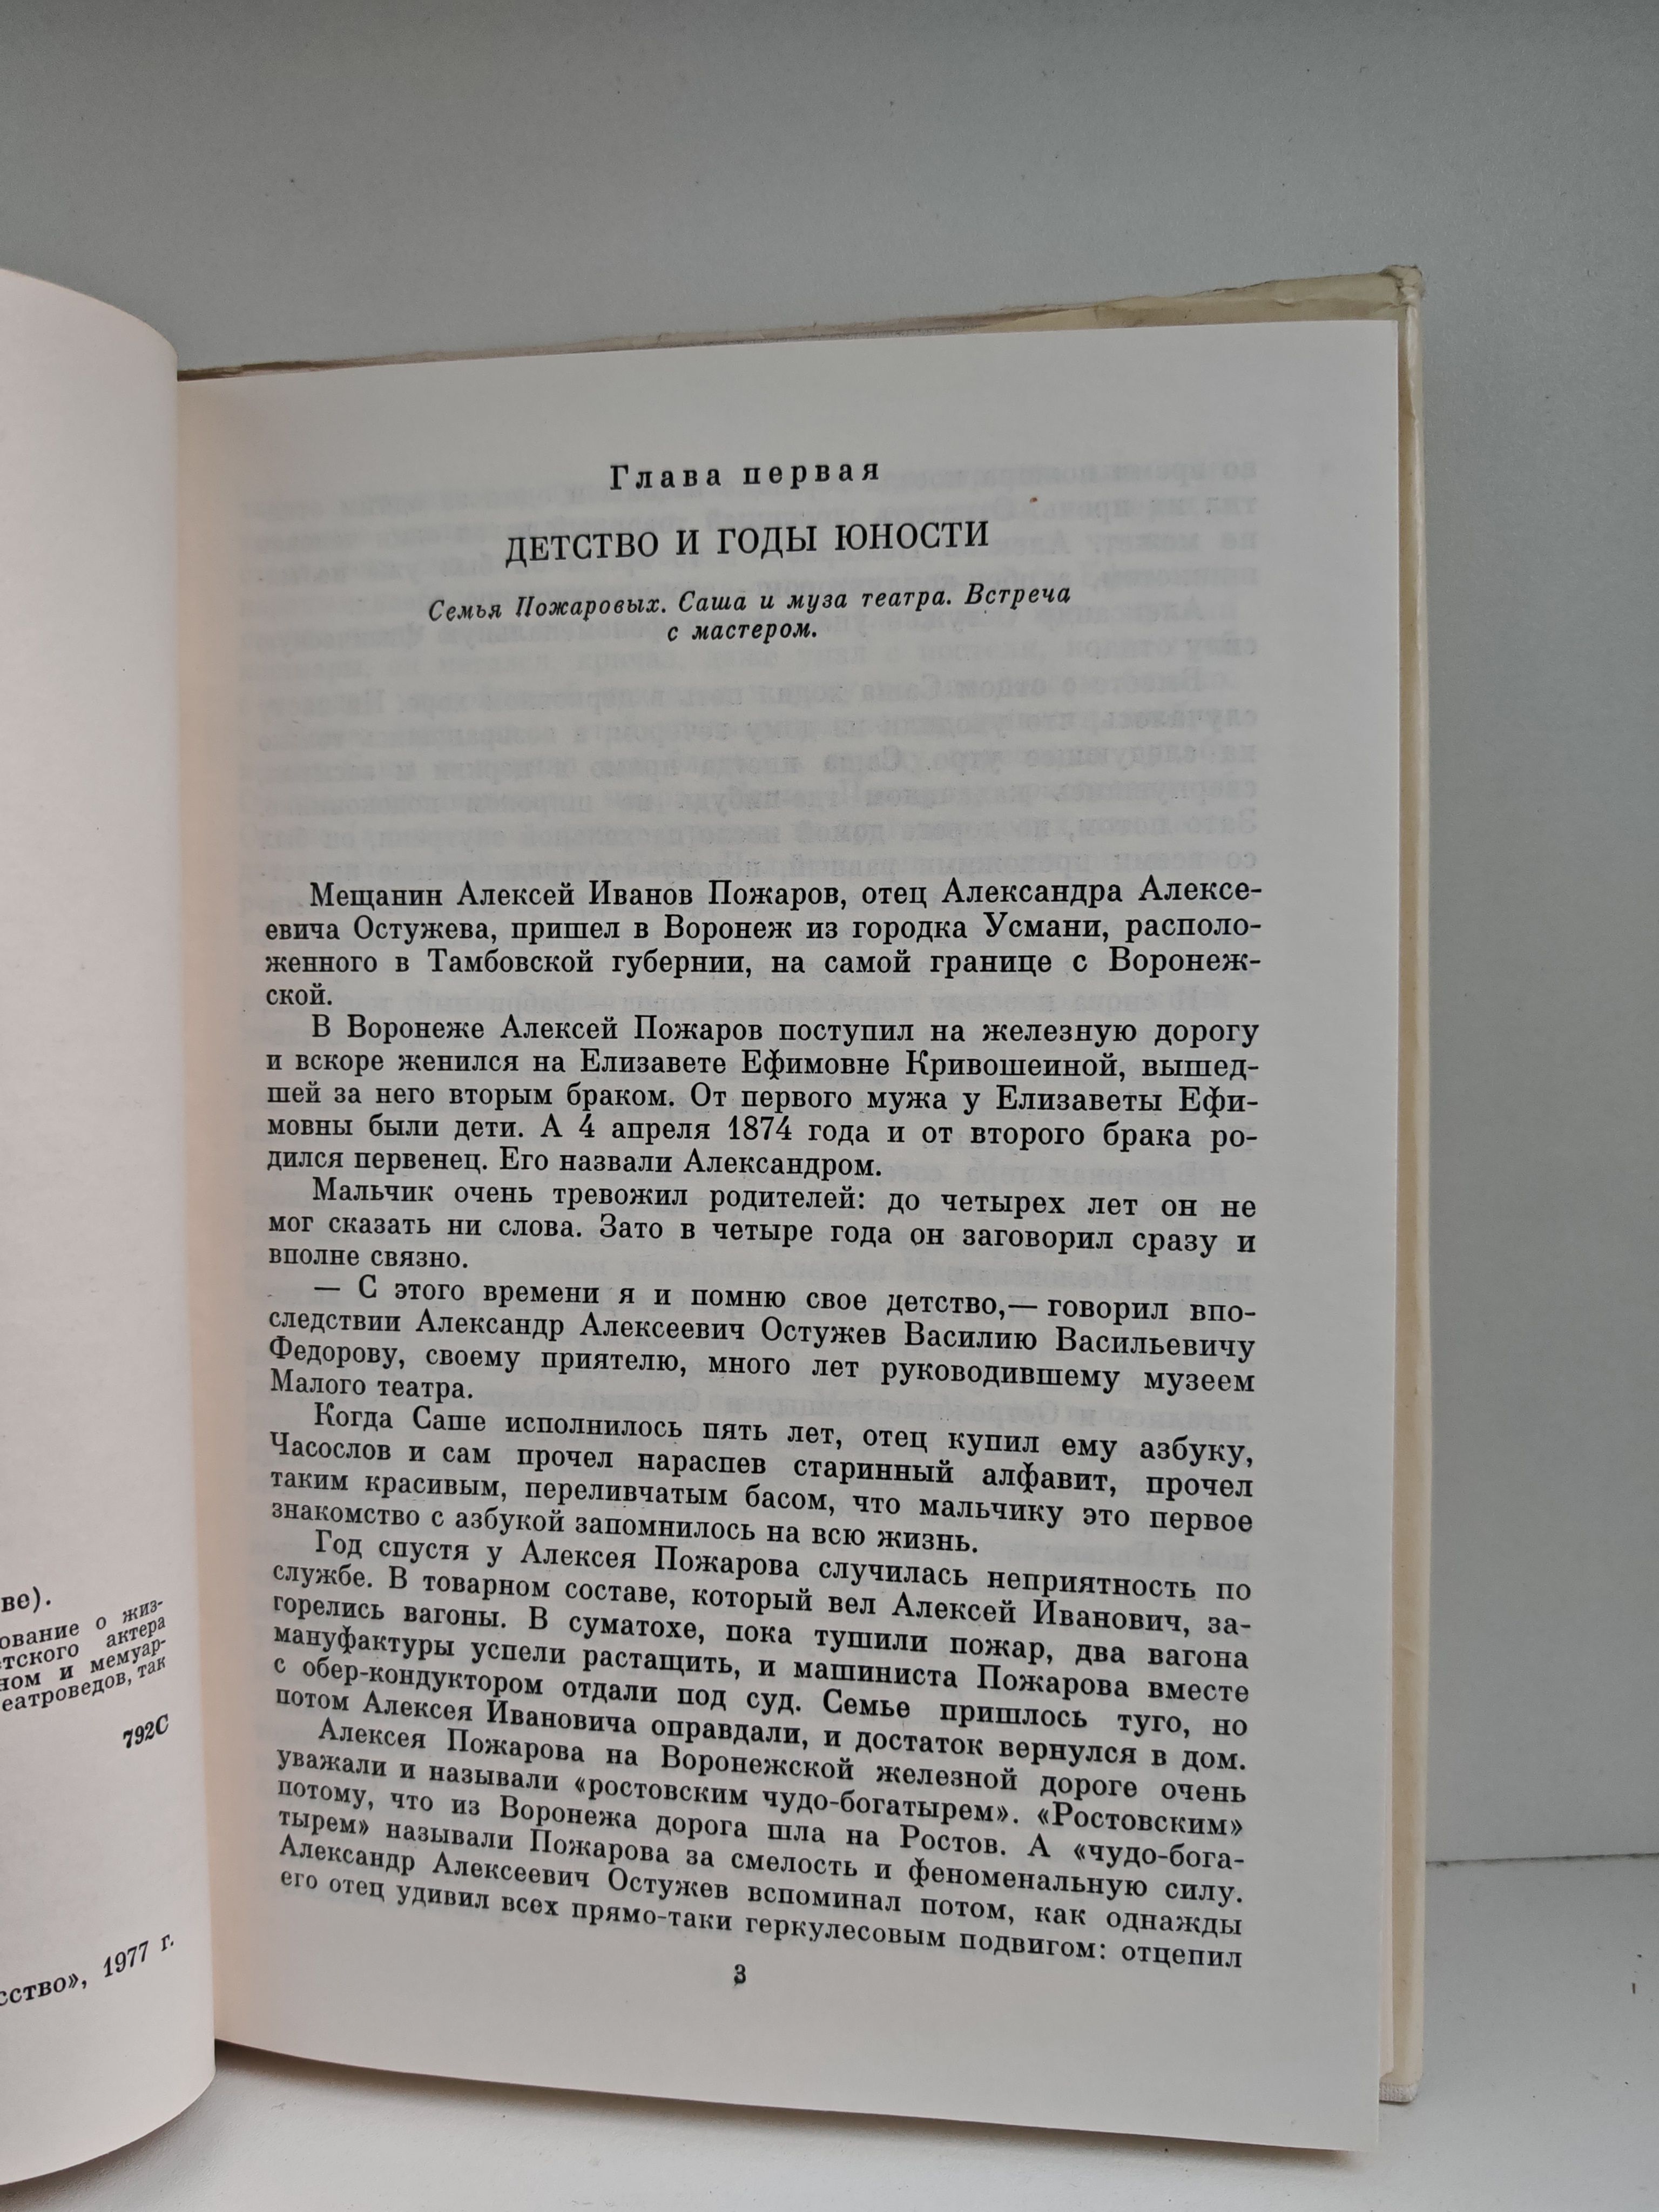 ве).
ование о жиз-
тского актера
ном и мемуар-
еатроведов, так
792С
сство», 1977 г.
Глава первая
ДЕТСТВО И ГОДЫ ЮНОСТИ
Семья Пожаровых. Саша и муза театра. Встреча
с мастером.
Мещанин Алексей Иванов Пожаров, отец Александра Алексе-
евича Остужева, пришел в Воронеж из городка Усмани, располо-
женного в Тамбовской губернии, на самой границе с Воронеж-
ской.
В Воронеже Алексей Пожаров поступил на железную дорогу
и вскоре женился на Елизавете Ефимовне Кривошеиной, вышед-
шей за него вторым браком. От первого мужа у Елизаветы Ефи-
мовны были дети. А 4 апреля 1874 года и от второго брака ро-
дился первенец. Его назвали Александром.
Мальчик очень тревожил родителей: до четырех лет он не
мог сказать ни слова. Зато в четыре года он заговорил сразу и
вполне связно.
— С этого времени я и помню свое детство,— говорил впо-
следствии Александр Алексеевич Остужев Василию Васильевичу
Федорову, своему приятелю, много лет руководившему музеем
Малого театра.
Когда Саше исполнилось пять лет, отец купил ему азбуку,
Часослов и сам прочел нараспев старинный алфавит, прочел
таким красивым, переливчатым басом, что мальчику это первое
знакомство с азбукой запомнилось на всю жизнь.
Год спустя у Алексея Пожарова случилась неприятность по
службе. В товарном составе, который вел Алексей Иванович, за-
горелись вагоны. В суматохе, пока тушили пожар, два вагона
мануфактуры успели растащить, и машиниста Пожарова вместе
с обер-кондуктором отдали под суд. Семье пришлось туго, но
потом Алексея Ивановича оправдали, и достаток вернулся в дом.
Алексея Пожарова на Воронежской железной дороге очень
уважали и называли «ростовским чудо-богатырем». «Ростовским»
потому, что из Воронежа дорога шла на Ростов. А «чудо-бога-
тырем» называли Пожарова за смелость и феноменальную силу.
Александр Алексеевич Остужев вспоминал потом, как однажды
его отец удивил всех прямо-таки геркулесовым подвигом: отцепил
3